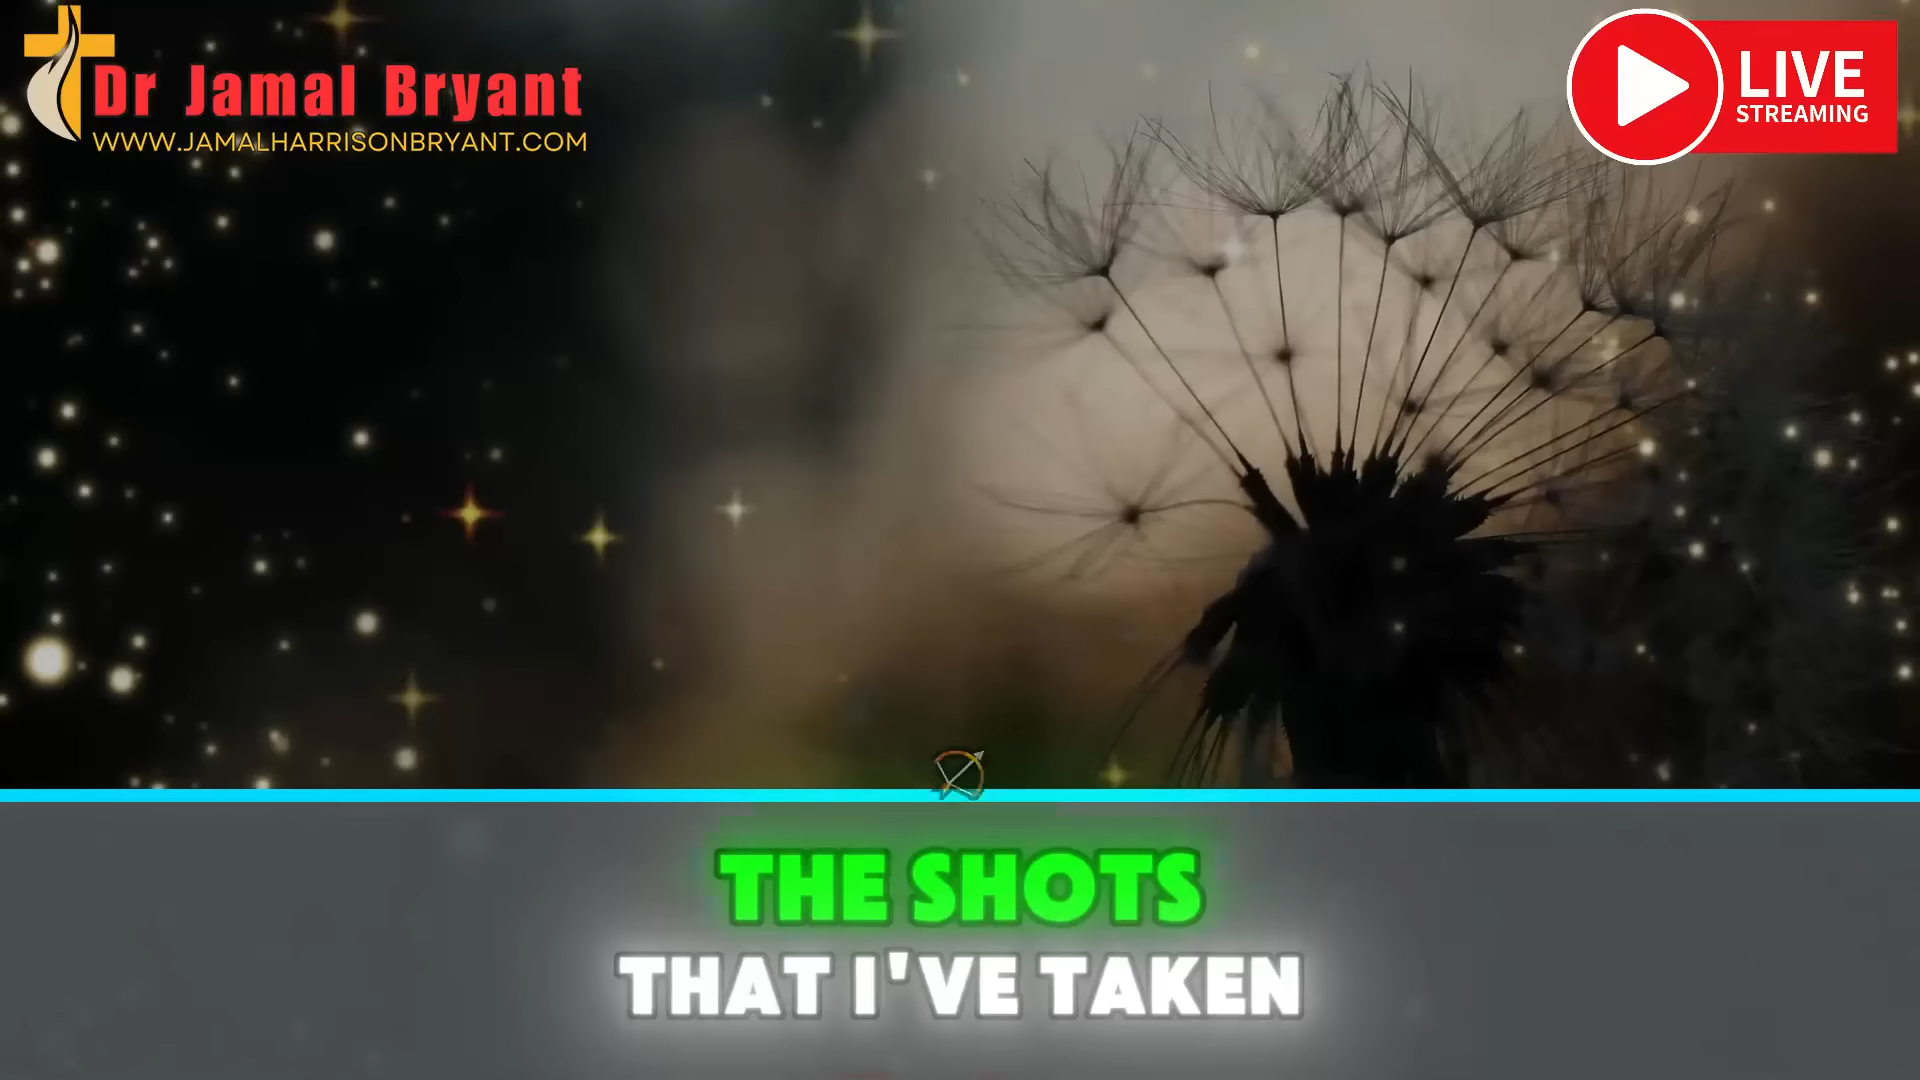 Dr Jamal Bryant
WWW.JAMALHARRISONBRYANT.COM
LIVE
STREAMING
THE SHOTS
THAT I'VE TAKEN